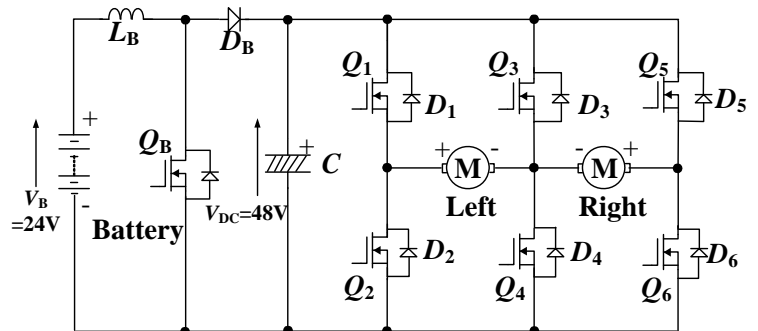 L_B
D_B
Q_1
D_1
Q_3
D_3
Q_5
D_5
+
V_B
=24V
-
Battery
Q_B
V_DC=48V
+
C
+ M -
Left
- M +
Right
Q_2
D_2
Q_4
D_4
Q_6
D_6